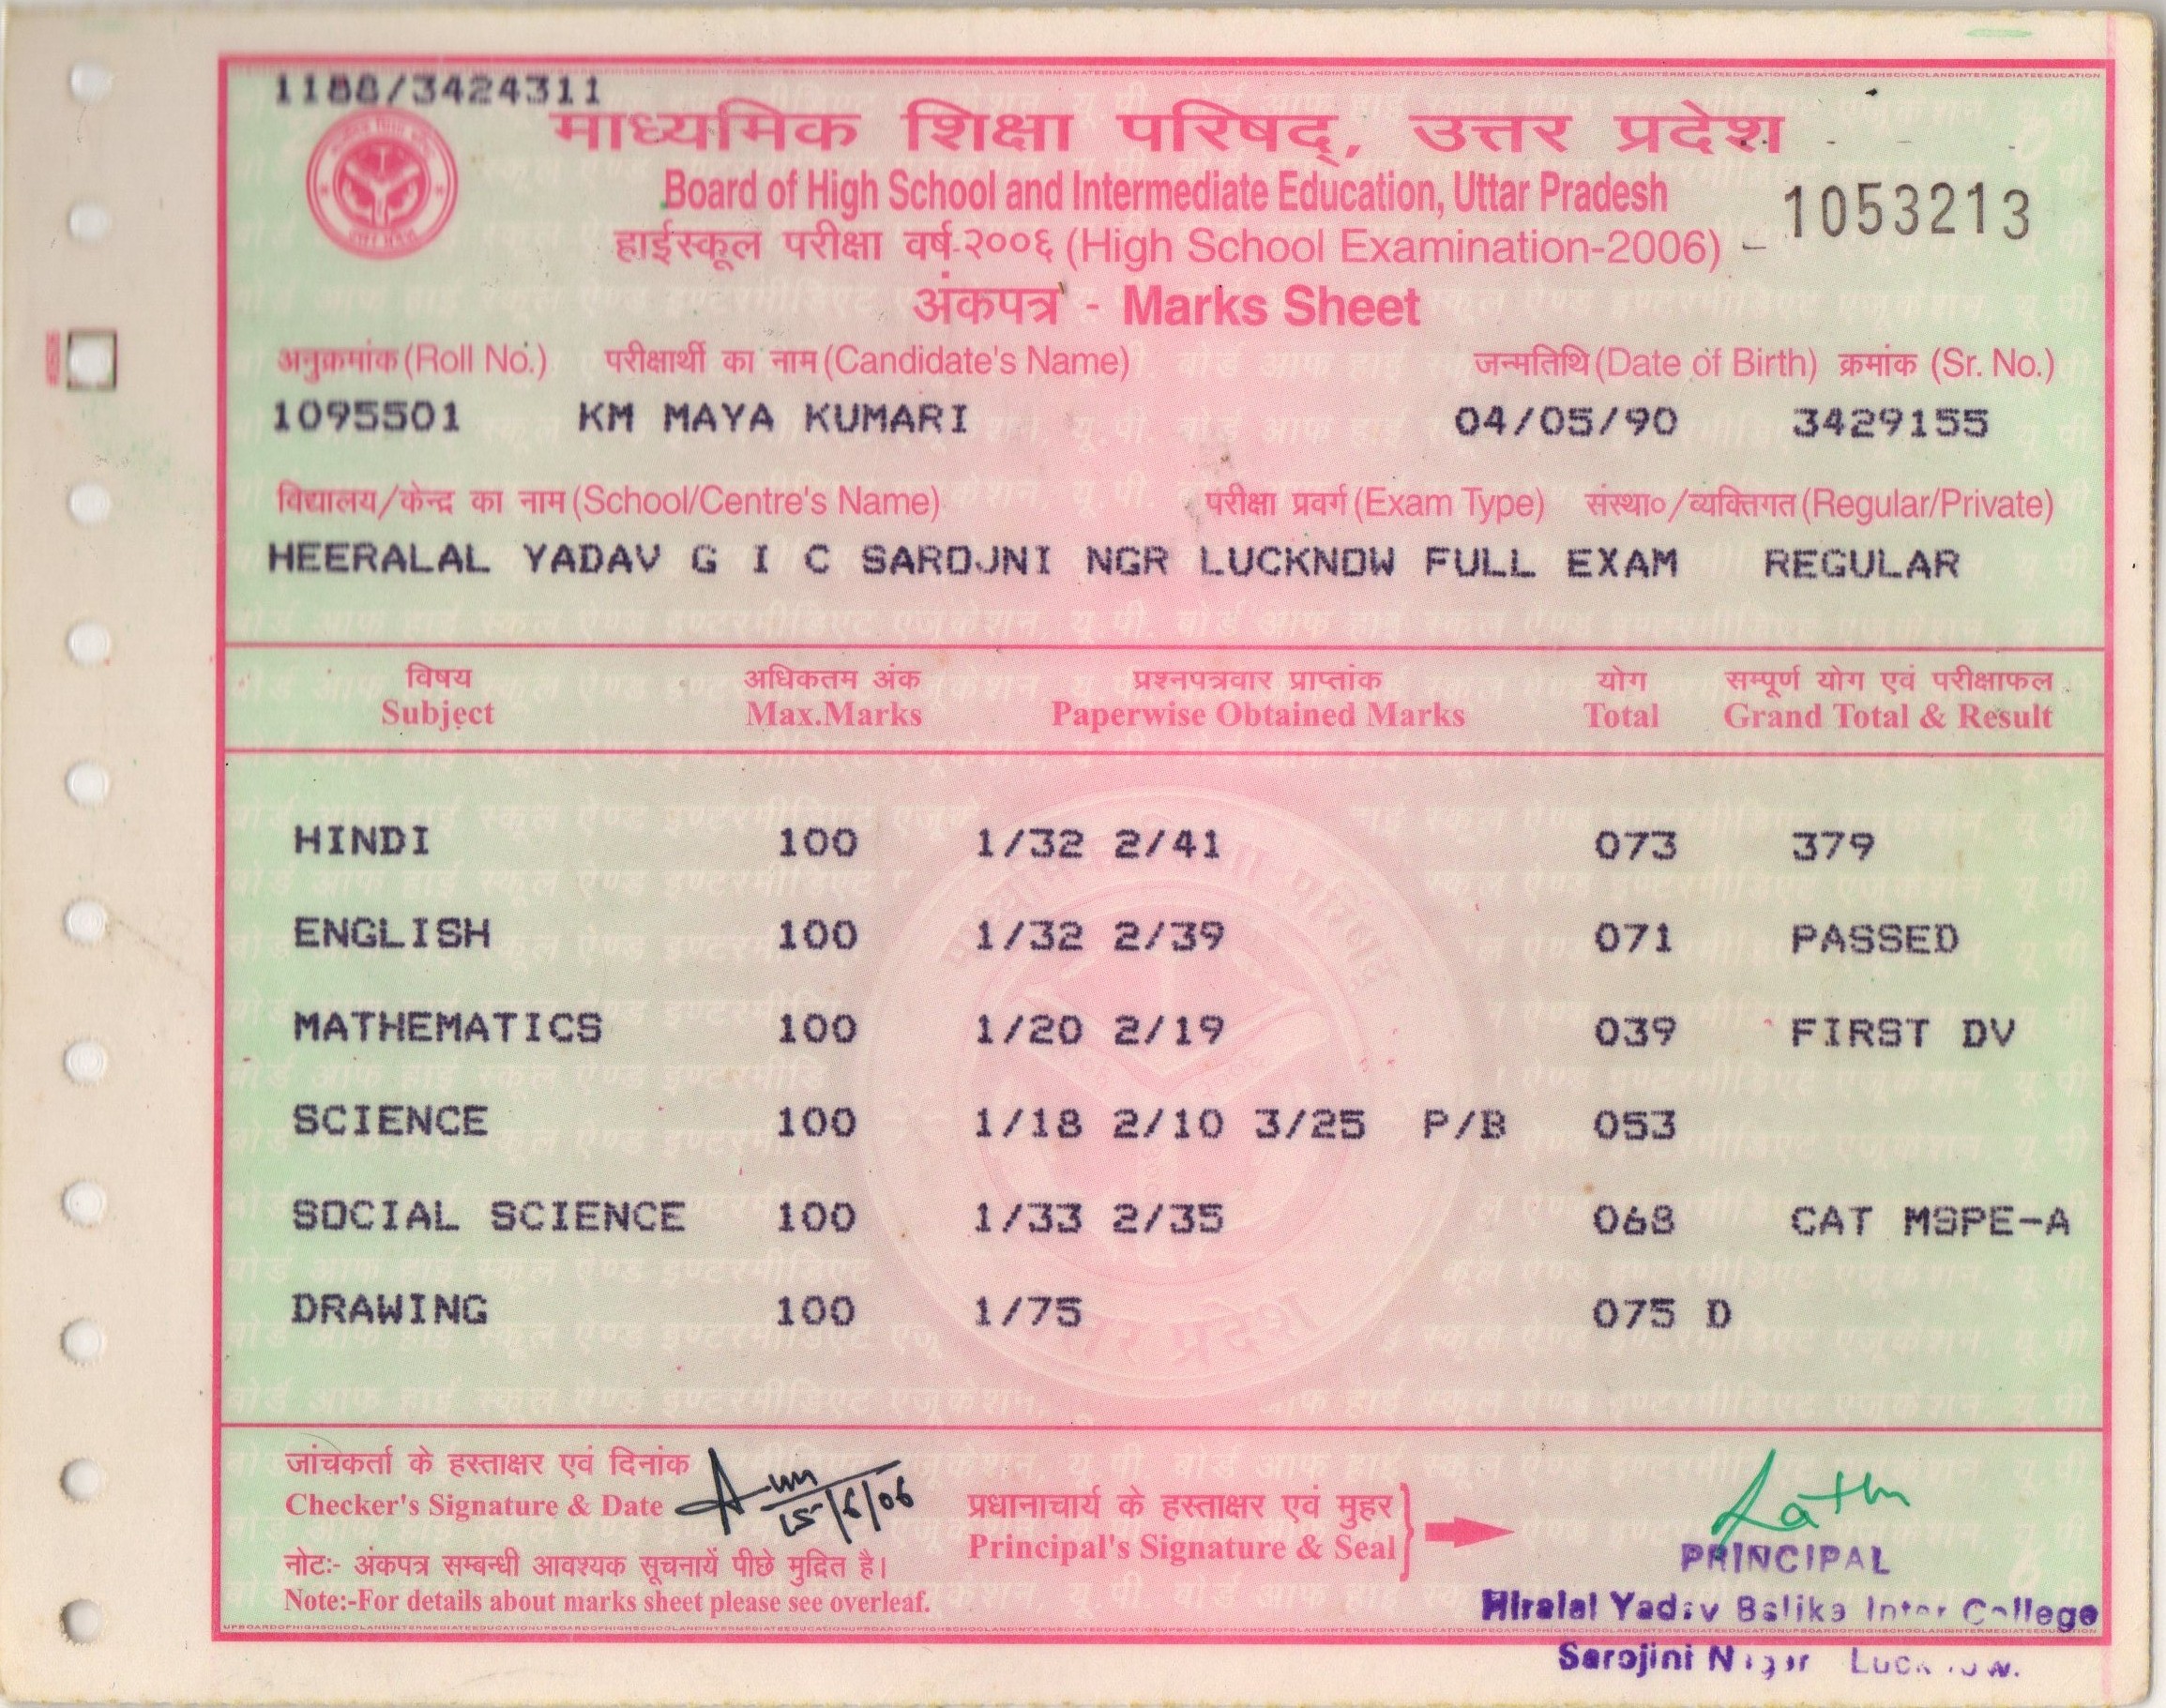 1188/3424311
माध्यमिक शिक्षा परिषद्, उत्तर प्रदेश
Board of High School and Intermediate Education, Uttar Pradesh
1053213
हाईस्कूल परीक्षा वर्ष-२००६ (High School Examination-2006)
अंकपत्र - Marks Sheet
अनुक्रमांक (Roll No.) परीक्षार्थी का नाम (Candidate's Name) जन्मतिथि (Date of Birth) क्रमांक (Sr. No.)
1095501 KM MAYA KUMARI 04/05/90 3429155
विद्यालय/केन्द्र का नाम (School/Centre's Name) परीक्षा प्रवर्ग (Exam Type) संस्था०/व्यक्तिगत (Regular/Private)
HEERALAL YADAV G I C SAROJNI NGR LUCKNOW FULL EXAM REGULAR
विषय अधिकतम अंक प्रश्नपत्रवार प्राप्तांक योग सम्पूर्ण योग एवं परीक्षाफल
Subject Max.Marks Paperwise Obtained Marks Total Grand Total & Result
HINDI 100 1/32 2/41 073 379
ENGLISH 100 1/32 2/39 071 PASSED
MATHEMATICS 100 1/20 2/19 039 FIRST DV
SCIENCE 100 1/18 2/10 3/25 P/B 053
SOCIAL SCIENCE 100 1/33 2/35 068 CAT MSPE-A
DRAWING 100 1/75 075 D
जांचकर्ता के हस्ताक्षर एवं दिनांक
Checker's Signature & Date 15/6/06
प्रधानाचार्य के हस्ताक्षर एवं मुहर
Principal's Signature & Seal
नोटः- अंकपत्र सम्बन्धी आवश्यक सूचनायें पीछे मुद्रित है।
Note:-For details about marks sheet please see overleaf.
PRINCIPAL
Hiralal Yadav Balika Inter College
Sarojini Nagar Lucknow.